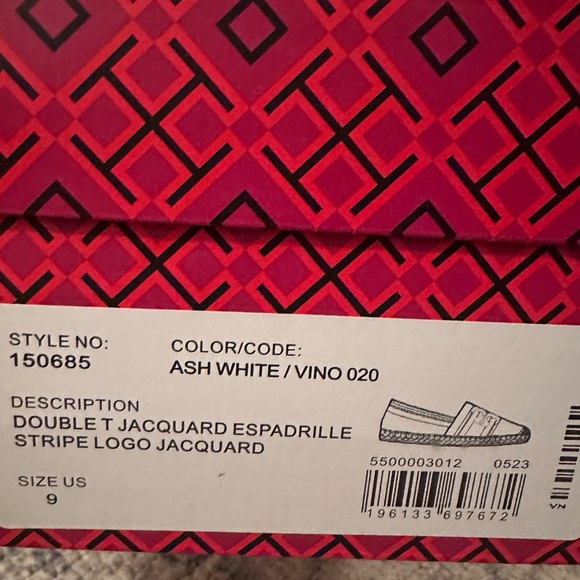 STYLE NO:
150685
COLOR/CODE:
ASH WHITE / VINO 020
DESCRIPTION
DOUBLE T JACQUARD ESPADRILLE
STRIPE LOGO JACQUARD
SIZE US
9
5500003012 0523
196133 697672
VN